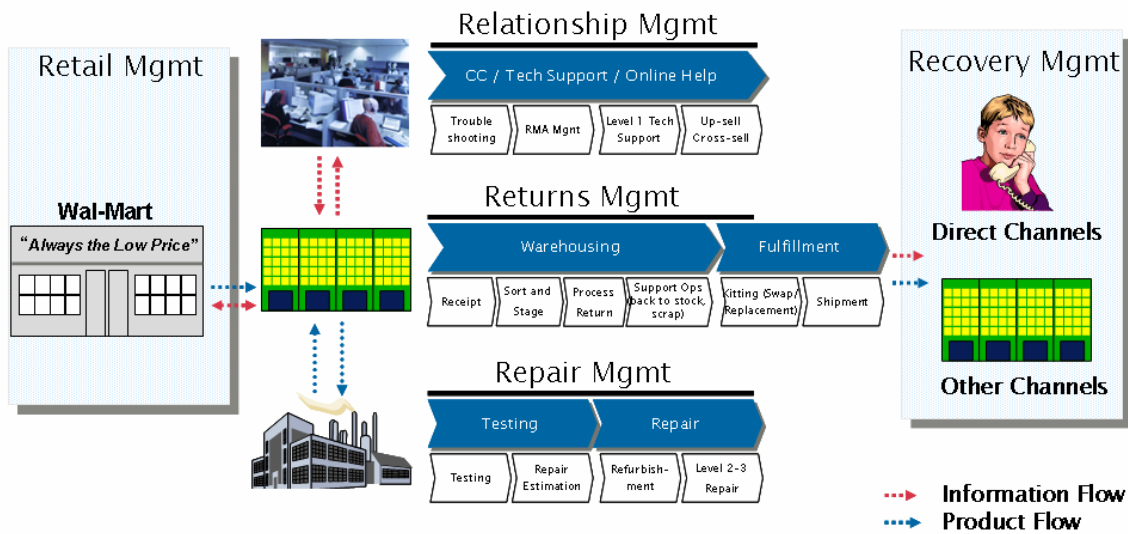 Relationship Mgmt
Retail Mgmt
Recovery Mgmt
CC / Tech Support / Online Help
Trouble
shooting
RMA Mgnt
Level 1 Tech
Support
Up-sell
Cross-sell
Wal-Mart
"Always the Low Price"
Returns Mgmt
Warehousing
Fulfillment
Receipt
Sort and
Stage
Process
Return
Support Ops
(back to stock,
scrap)
Kitting (Swap/
Replacement)
Shipment
Direct Channels
Other Channels
Repair Mgmt
Testing
Repair
Testing
Repair
Estimation
Refurbish-
ment
Level 2-3
Repair
Information Flow
Product Flow